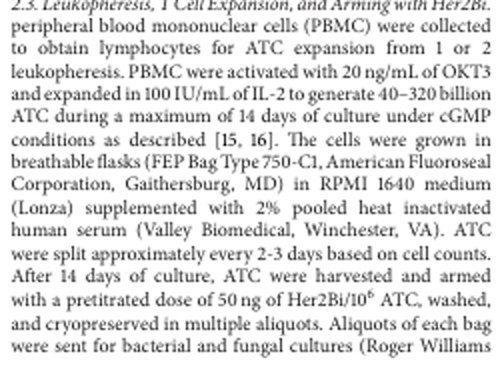 2.3. Leukopheresis, T Cell Expansion, and Arming with Her2Bi.
peripheral blood mononuclear cells (PBMC) were collected
to obtain lymphocytes for ATC expansion from 1 or 2
leukopheresis. PBMC were activated with 20 ng/mL of OKT3
and expanded in 100 IU/mL of IL-2 to generate 40–320 billion
ATC during a maximum of 14 days of culture under cGMP
conditions as described [15, 16]. The cells were grown in
breathable flasks (FEP Bag Type 750-C1, American Fluoroseal
Corporation, Gaithersburg, MD) in RPMI 1640 medium
(Lonza) supplemented with 2% pooled heat inactivated
human serum (Valley Biomedical, Winchester, VA). ATC
were split approximately every 2-3 days based on cell counts.
After 14 days of culture, ATC were harvested and armed
with a pretitrated dose of 50 ng of Her2Bi/10⁶ ATC, washed,
and cryopreserved in multiple aliquots. Aliquots of each bag
were sent for bacterial and fungal cultures (Roger Williams